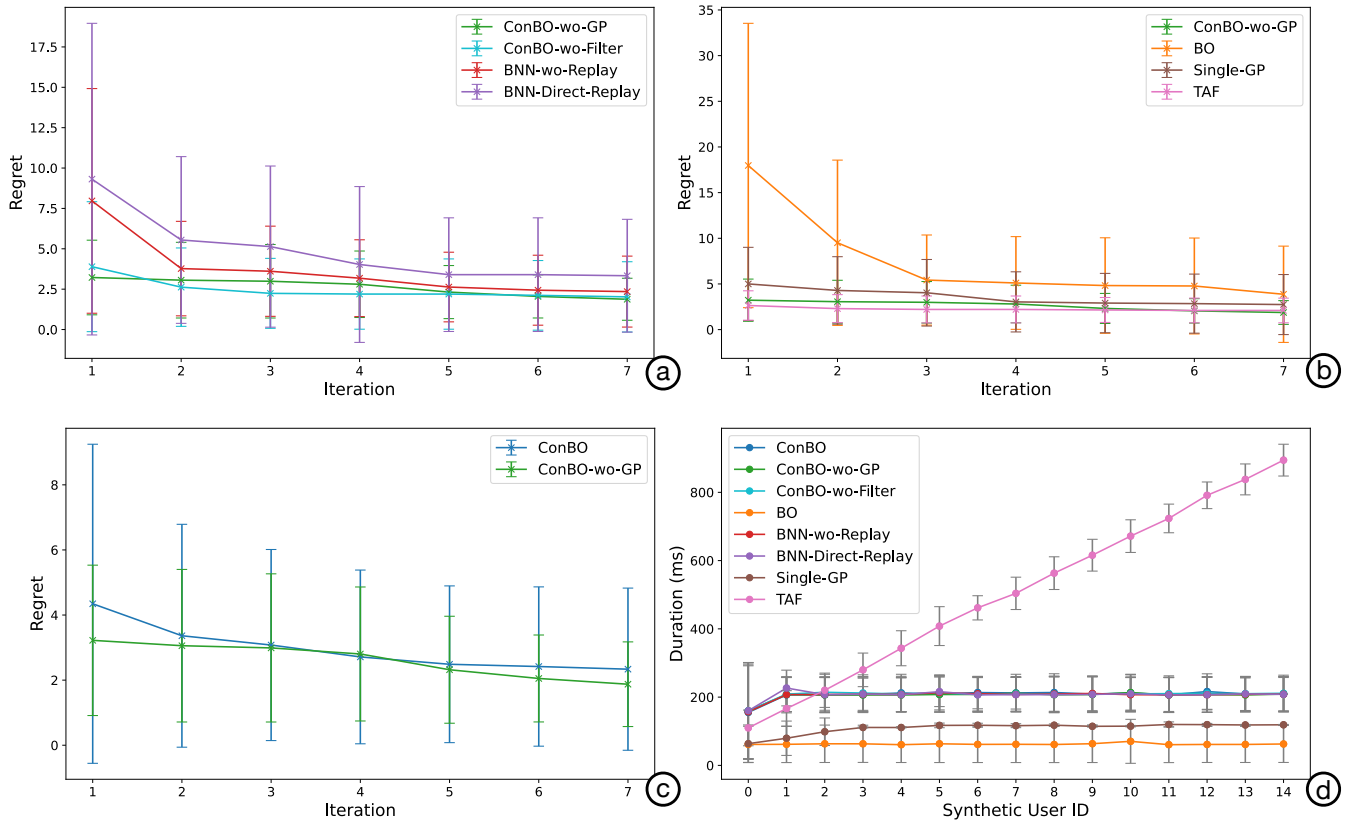 17.5
15.0
12.5
10.0
7.5
5.0
2.5
0.0
Regret
ConBO-wo-GP
ConBO-wo-Filter
BNN-wo-Replay
BNN-Direct-Replay
1 2 3 4 5 6 7
Iteration
a
35
30
25
20
15
10
5
0
Regret
ConBO-wo-GP
BO
Single-GP
TAF
1 2 3 4 5 6 7
Iteration
b
8
6
4
2
0
Regret
ConBO
ConBO-wo-GP
1 2 3 4 5 6 7
Iteration
c
800
600
400
200
0
Duration (ms)
ConBO
ConBO-wo-GP
ConBO-wo-Filter
BO
BNN-wo-Replay
BNN-Direct-Replay
Single-GP
TAF
0 1 2 3 4 5 6 7 8 9 10 11 12 13 14
Synthetic User ID
d